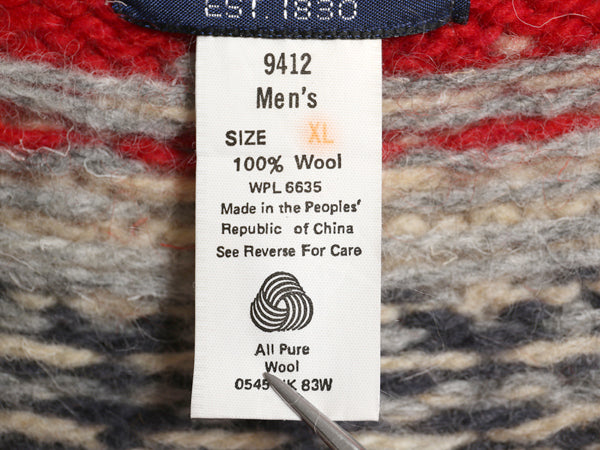 EST. 1830
9412
Men's
SIZE XL
100% Wool
WPL 6635
Made in the Peoples'
Republic of China
See Reverse For Care
All Pure
Wool
83W